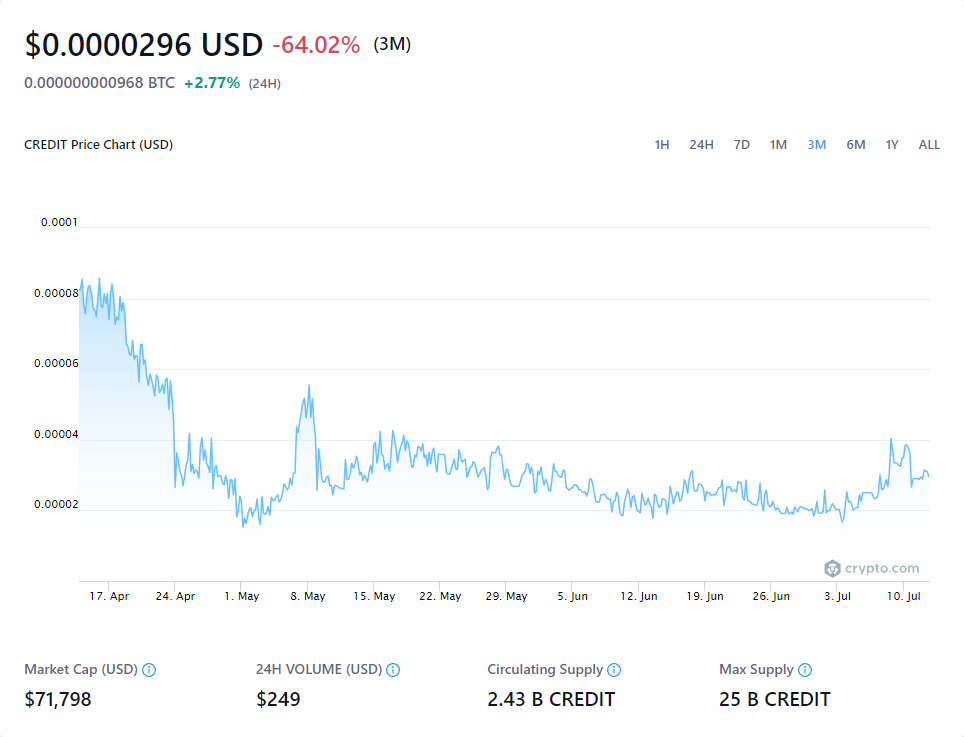 $0.0000296 USD -64.02% (3M)
0.000000000968 BTC +2.77% (24H)
CREDIT Price Chart (USD) 1H 24H 7D 1M 3M 6M 1Y ALL
0.0001
0.00008
0.00006
0.00004
0.00002
crypto.com
17. Apr 24. Apr 1. May 8. May 15. May 22. May 29. May 5. Jun 12. Jun 19. Jun 26. Jun 3. Jul 10. Jul
Market Cap (USD) 24H VOLUME (USD) Circulating Supply Max Supply
$71,798 $249 2.43 B CREDIT 25 B CREDIT